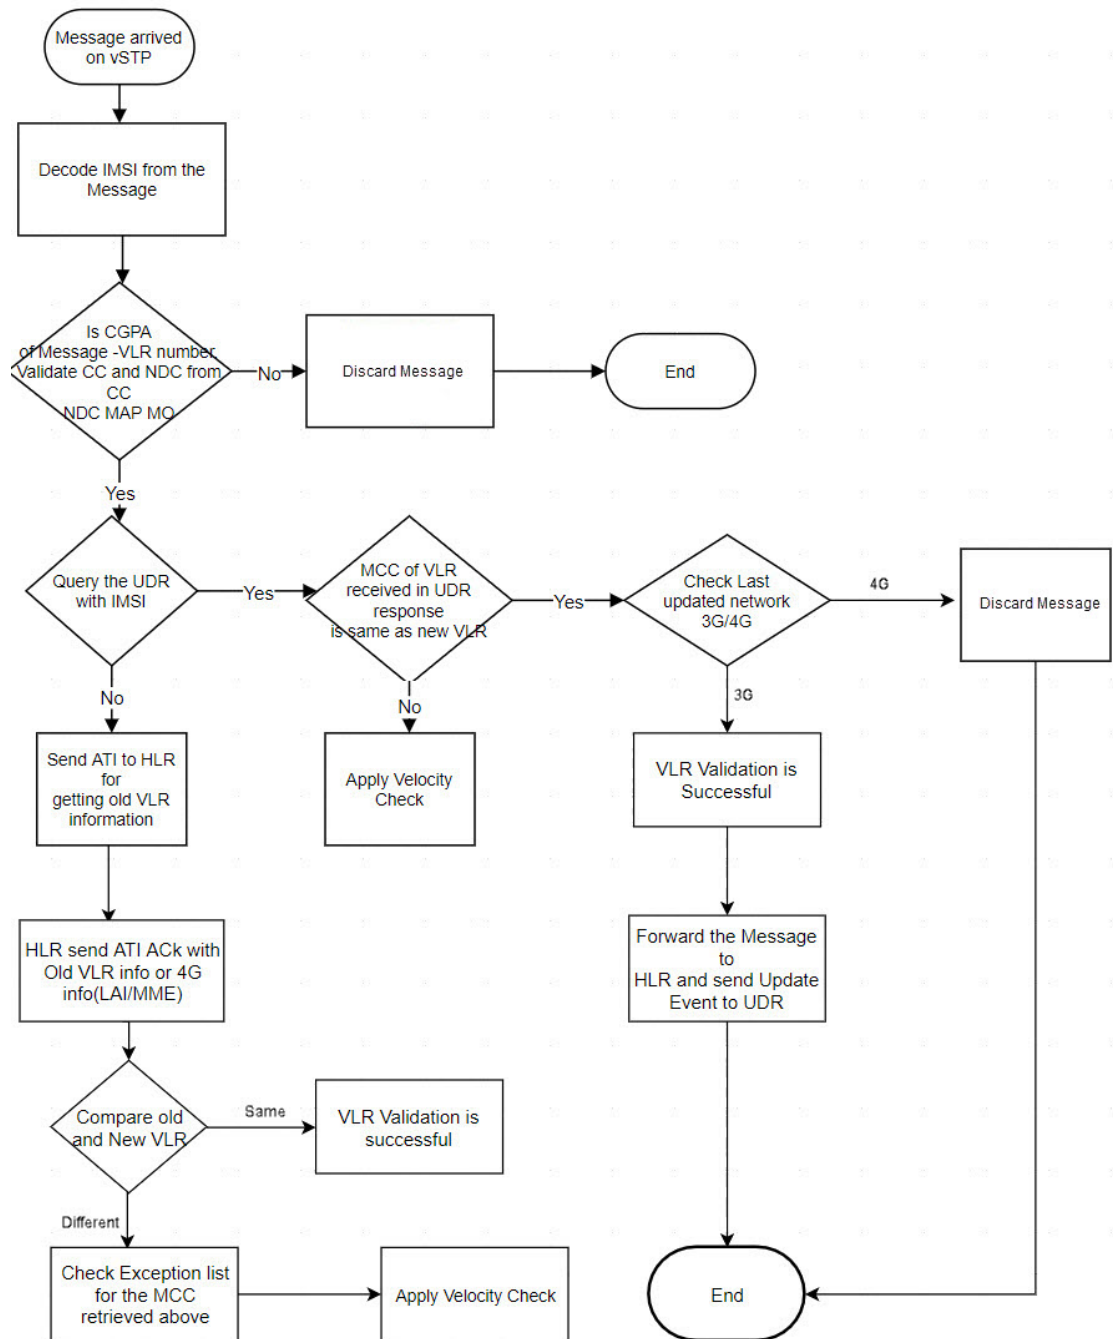 Message arrived
on vSTP
Decode IMSI from the
Message
Is CGPA
of Message -VLR number.
Validate CC and NDC from
CC
NDC MAP MO
No
Discard Message
End
Yes
Query the UDR
with IMSI
Yes
MCC of VLR
received in UDR
response
is same as new VLR
Yes
Check Last
updated network
3G/4G
4G
Discard Message
No
No
3G
Send ATI to HLR
for
getting old VLR
information
Apply Velocity
Check
VLR Validation is
Successful
HLR send ATI ACk with
Old VLR info or 4G
info(LAI/MME)
Forward the Message
to
HLR and send Update
Event to UDR
Compare old
and New VLR
Same
VLR Validation is
successful
Different
Check Exception list
for the MCC
retrieved above
Apply Velocity Check
End